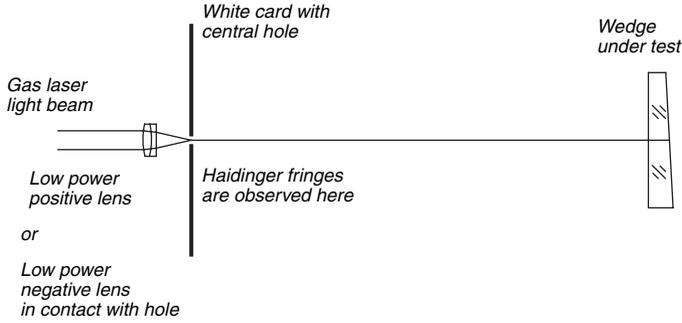 White card with
central hole
Wedge
under test
Gas laser
light beam
Low power
positive lens
Haidinger fringes
are observed here
or
Low power
negative lens
in contact with hole